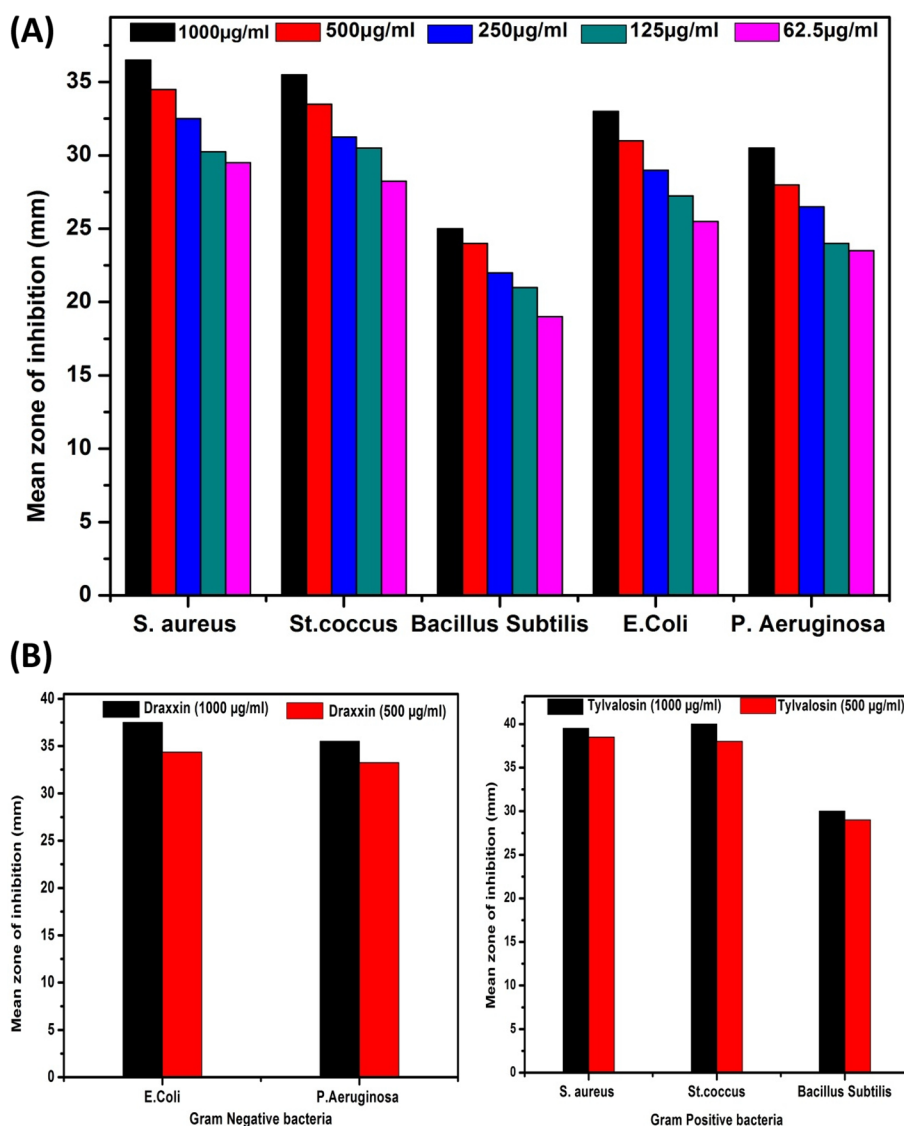 (A)
1000µg/ml 500µg/ml 250µg/ml 125µg/ml 62.5µg/ml
Mean zone of inhibition (mm)
35
30
25
20
15
10
5
0
S. aureus St.coccus Bacillus Subtilis E.Coli P. Aeruginosa
(B)
Draxxin (1000 µg/ml) Draxxin (500 µg/ml)
Mean zone of inhibition (mm)
40
35
30
25
20
15
10
5
0
E.Coli P.Aeruginosa
Gram Negative bacteria
Tylvalosin (1000 µg/ml) Tylvalosin (500 µg/ml)
Mean zone of inhibition (mm)
40
35
30
25
20
15
10
5
0
S. aureus St.coccus Bacillus Subtilis
Gram Positive bacteria